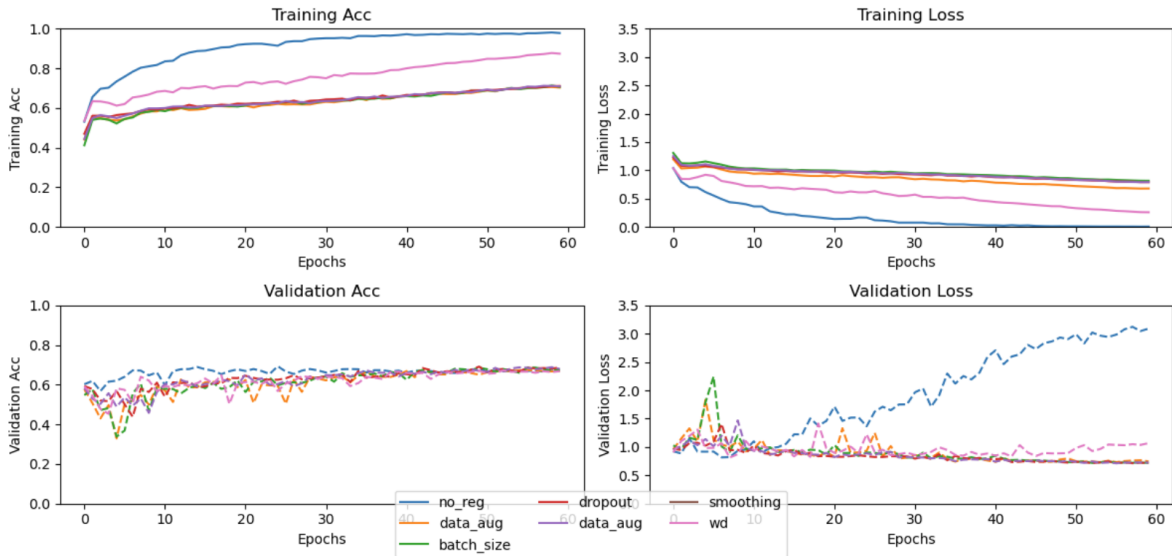 Training Acc
Training Loss
1.0
0.8
0.6
0.4
0.2
0.0
Training Acc
0 10 20 30 40 50 60
Epochs
3.5
3.0
2.5
2.0
1.5
1.0
0.5
0.0
Training Loss
0 10 20 30 40 50 60
Epochs
Validation Acc
Validation Loss
1.0
0.8
0.6
0.4
0.2
0.0
Validation Acc
0 10 20 30 40 50 60
3.5
3.0
2.5
2.0
1.5
1.0
0.5
Validation Loss
0 10 20 30 40 50 60
Epochs
no_reg dropout smoothing
data_aug data_aug wd
batch_size